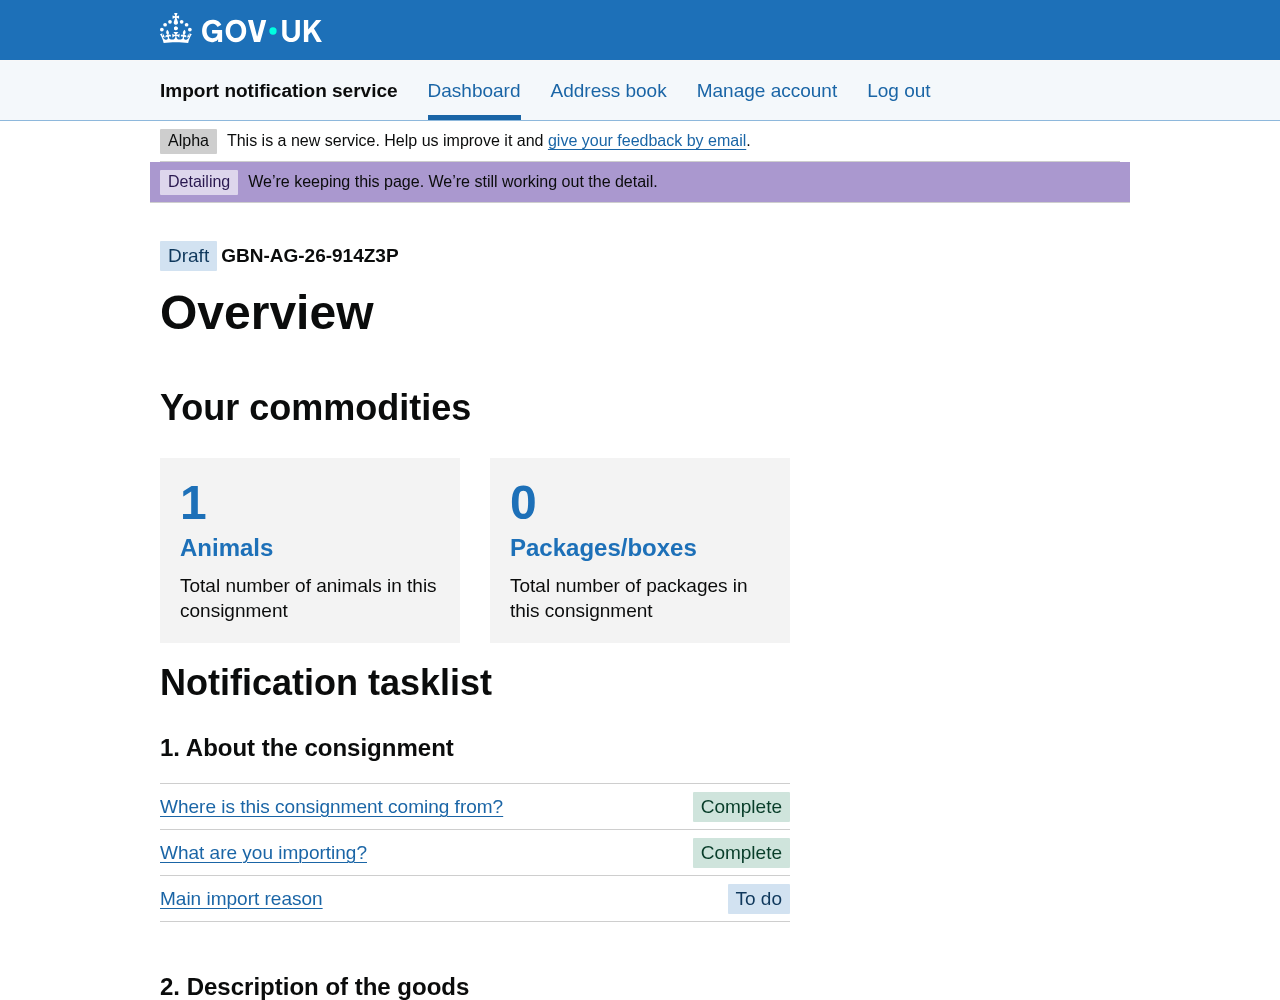 GOV•UK
Import notification service Dashboard Address book Manage account Log out
Alpha This is a new service. Help us improve it and give your feedback by email.
Detailing We’re keeping this page. We’re still working out the detail.
Draft GBN-AG-26-914Z3P
Overview
Your commodities
1
Animals
Total number of animals in this
consignment
0
Packages/boxes
Total number of packages in
this consignment
Notification tasklist
1. About the consignment
Where is this consignment coming from? Complete
What are you importing? Complete
Main import reason To do
2. Description of the goods